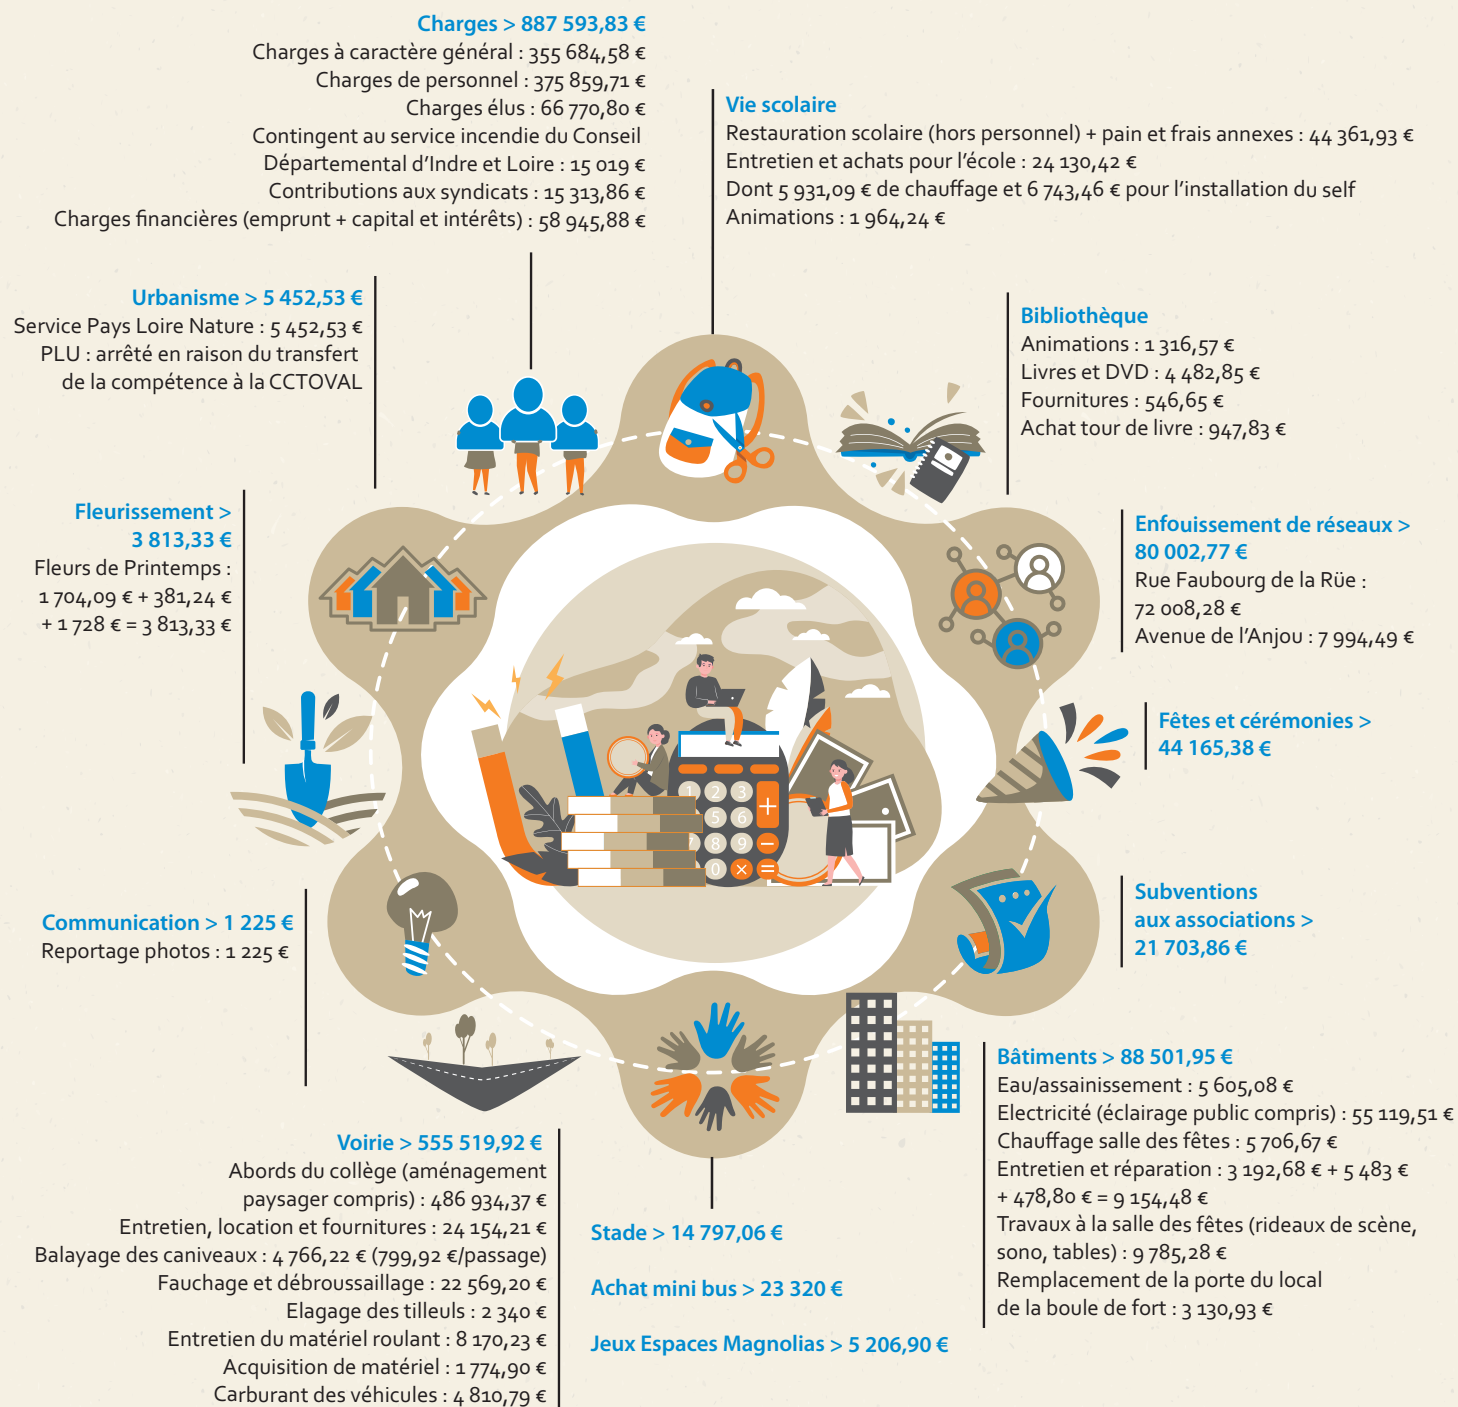 Charges > 887 593,83 €
Charges à caractère général : 355 684,58 €
Charges de personnel : 375 859,71 €
Charges élus : 66 770,80 €
Contingent au service incendie du Conseil
Départemental d'Indre et Loire : 15 019 €
Contributions aux syndicats : 15 313,86 €
Charges financières (emprunt + capital et intérêts) : 58 945,88 €
Vie scolaire
Restauration scolaire (hors personnel) + pain et frais annexes : 44 361,93 €
Entretien et achats pour l'école : 24 130,42 €
Dont 5 931,09 € de chauffage et 6 743,46 € pour l'installation du self
Animations : 1 964,24 €
Urbanisme > 5 452,53 €
Service Pays Loire Nature : 5 452,53 €
PLU : arrêté en raison du transfert
de la compétence à la CCTOVAL
Bibliothèque
Animations : 1 316,57 €
Livres et DVD : 4 482,85 €
Fournitures : 546,65 €
Achat tour de livre : 947,83 €
Fleurissement >
3 813,33 €
Fleurs de Printemps :
1 704,09 € + 381,24 €
+ 1 728 € = 3 813,33 €
Enfouissement de réseaux >
80 002,77 €
Rue Faubourg de la Rüe :
72 008,28 €
Avenue de l'Anjou : 7 994,49 €
Fêtes et cérémonies >
44 165,38 €
1 2 3 +
5 6
7 8 9 −
0 × =
Communication > 1 225 €
Reportage photos : 1 225 €
Subventions
aux associations >
21 703,86 €
Bâtiments > 88 501,95 €
Eau/assainissement : 5 605,08 €
Electricité (éclairage public compris) : 55 119,51 €
Chauffage salle des fêtes : 5 706,67 €
Entretien et réparation : 3 192,68 € + 5 483 €
+ 478,80 € = 9 154,48 €
Travaux à la salle des fêtes (rideaux de scène,
sono, tables) : 9 785,28 €
Remplacement de la porte du local
de la boule de fort : 3 130,93 €
Voirie > 555 519,92 €
Abords du collège (aménagement
paysager compris) : 486 934,37 €
Entretien, location et fournitures : 24 154,21 €
Balayage des caniveaux : 4 766,22 € (799,92 €/passage)
Fauchage et débroussaillage : 22 569,20 €
Elagage des tilleuls : 2 340 €
Entretien du matériel roulant : 8 170,23 €
Acquisition de matériel : 1 774,90 €
Carburant des véhicules : 4 810,79 €
Stade > 14 797,06 €
Achat mini bus > 23 320 €
Jeux Espaces Magnolias > 5 206,90 €